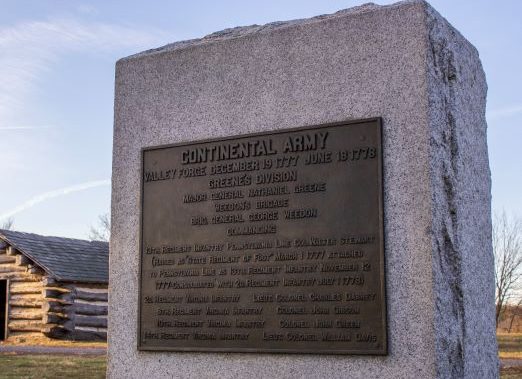 CONTINENTAL ARMY
VALLEY FORGE DECEMBER 19 1777 JUNE 18 1778
GREENE'S DIVISION
MAJOR GENERAL NATHANIEL GREENE
WEEDON'S BRIGADE
BRIG. GENERAL GEORGE WEEDON
COMMANDING
13TH REGIMENT INFANTRY PENNSYLVANIA LINE COL. WALTER STEWART
(RAISED AS "STATE REGIMENT OF FOOT" MARCH 1 1777 ATTACHED
TO PENNSYLVANIA LINE AS 13TH REGIMENT INFANTRY NOVEMBER 12
1777-CONSOLIDATED WITH 2D. REGIMENT INFANTRY JULY 1 1778)
2D. REGIMENT VIRGINIA INFANTRY LIEUT. COLONEL CHARLES DABNEY
6TH REGIMENT VIRGINIA INFANTRY COLONEL JOHN GIBSON
10TH REGIMENT VIRGINIA INFANTRY COLONEL JOHN GREEN
14TH REGIMENT VIRGINIA INFANTRY LIEUT. COLONEL WILLIAM DAVIS